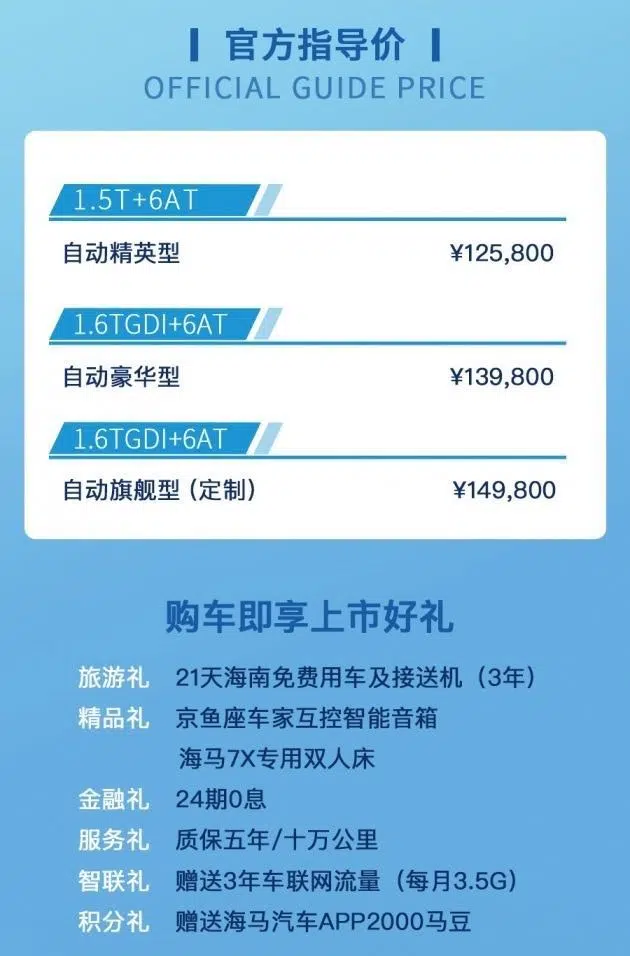 官方指导价
OFFICIAL GUIDE PRICE
1.5T+6AT
自动精英型 ¥125,800
1.6TGDI+6AT
自动豪华型 ¥139,800
1.6TGDI+6AT
自动旗舰型（定制） ¥149,800
购车即享上市好礼
旅游礼 21天海南免费用车及接送机（3年）
精品礼 京鱼座车家互控智能音箱
海马7X专用双人床
金融礼 24期0息
服务礼 质保五年/十万公里
智联礼 赠送3年车联网流量（每月3.5G）
积分礼 赠送海马汽车APP2000马豆